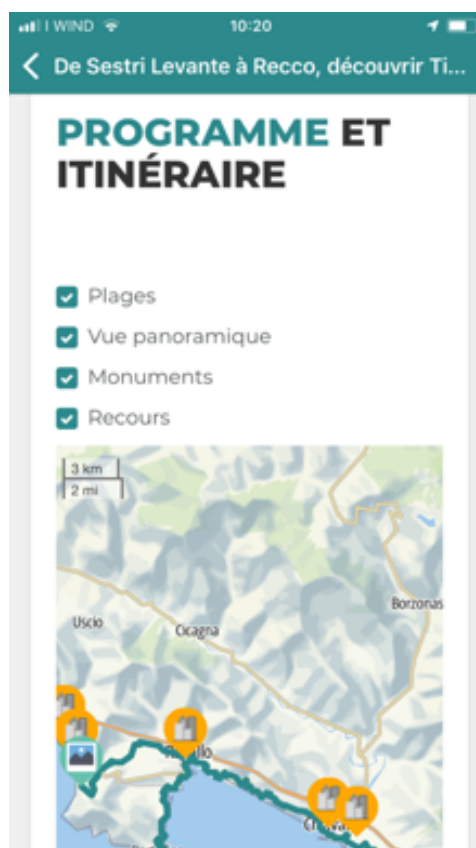 I WIND
10:20
De Sestri Levante à Recco, découvrir Ti...
PROGRAMME ET
ITINÉRAIRE
Plages
Vue panoramique
Monuments
Recours
3 km
2 mi
Borzonas
Uscio
Cicagna